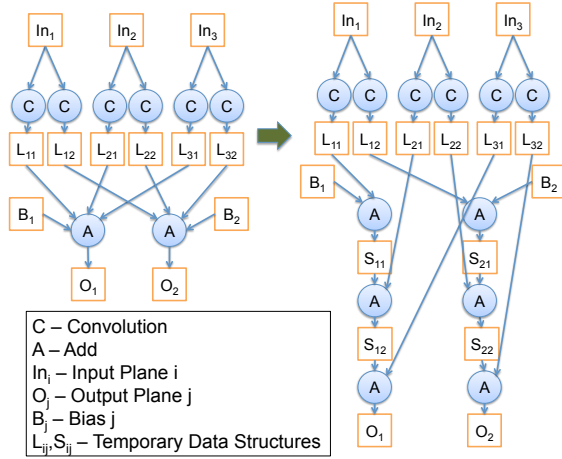 In₁ In₂ In₃
C C C C C C
L₁₁ L₁₂ L₂₁ L₂₂ L₃₁ L₃₂
B₁ A A B₂
O₁ O₂
In₁ In₂ In₃
C C C C C C
L₁₁ L₁₂ L₂₁ L₂₂ L₃₁ L₃₂
B₁ B₂
A A
S₁₁ S₂₁
A A
S₁₂ S₂₂
A A
O₁ O₂
C – Convolution
A – Add
Inᵢ – Input Plane i
Oⱼ – Output Plane j
Bⱼ – Bias j
Lᵢⱼ,Sᵢⱼ – Temporary Data Structures